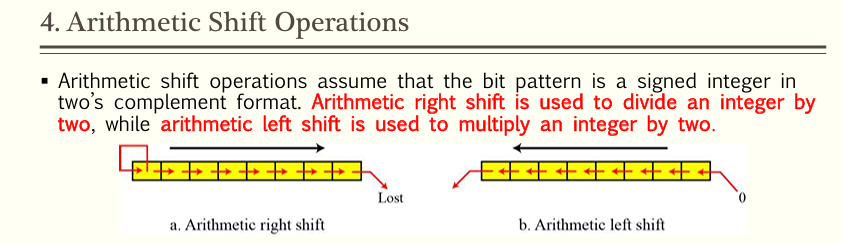 4. Arithmetic Shift Operations
▪ Arithmetic shift operations assume that the bit pattern is a signed integer in
two's complement format. Arithmetic right shift is used to divide an integer by
two, while arithmetic left shift is used to multiply an integer by two.
Lost
0
a. Arithmetic right shift
b. Arithmetic left shift